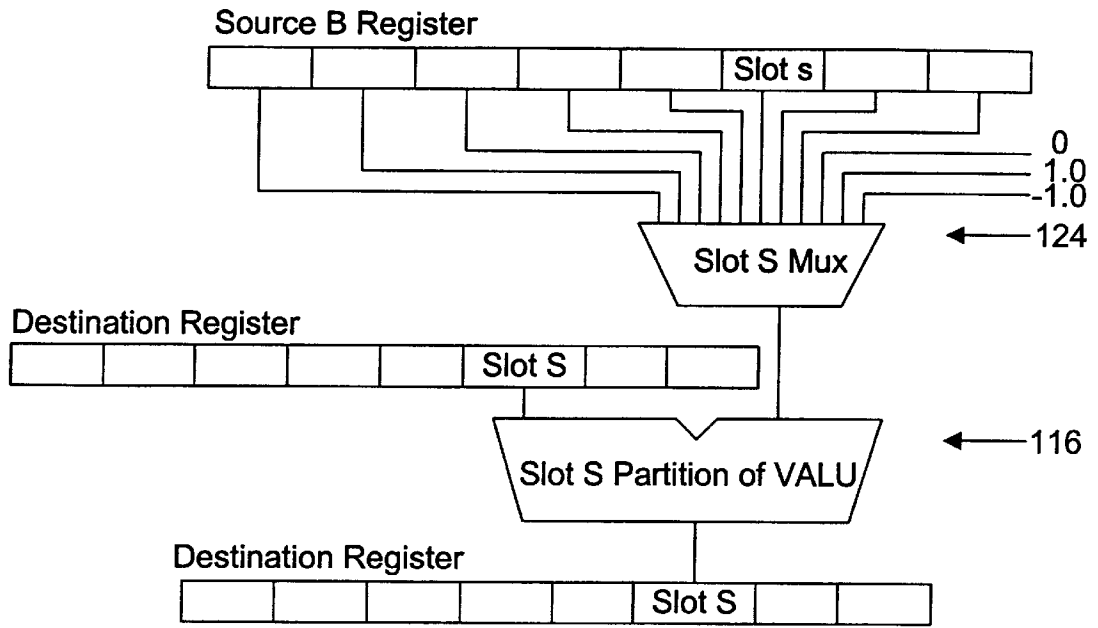 Source B Register
Slot s
0
1.0
-1.0
124
Slot S Mux
Destination Register
Slot S
116
Slot S Partition of VALU
Destination Register
Slot S